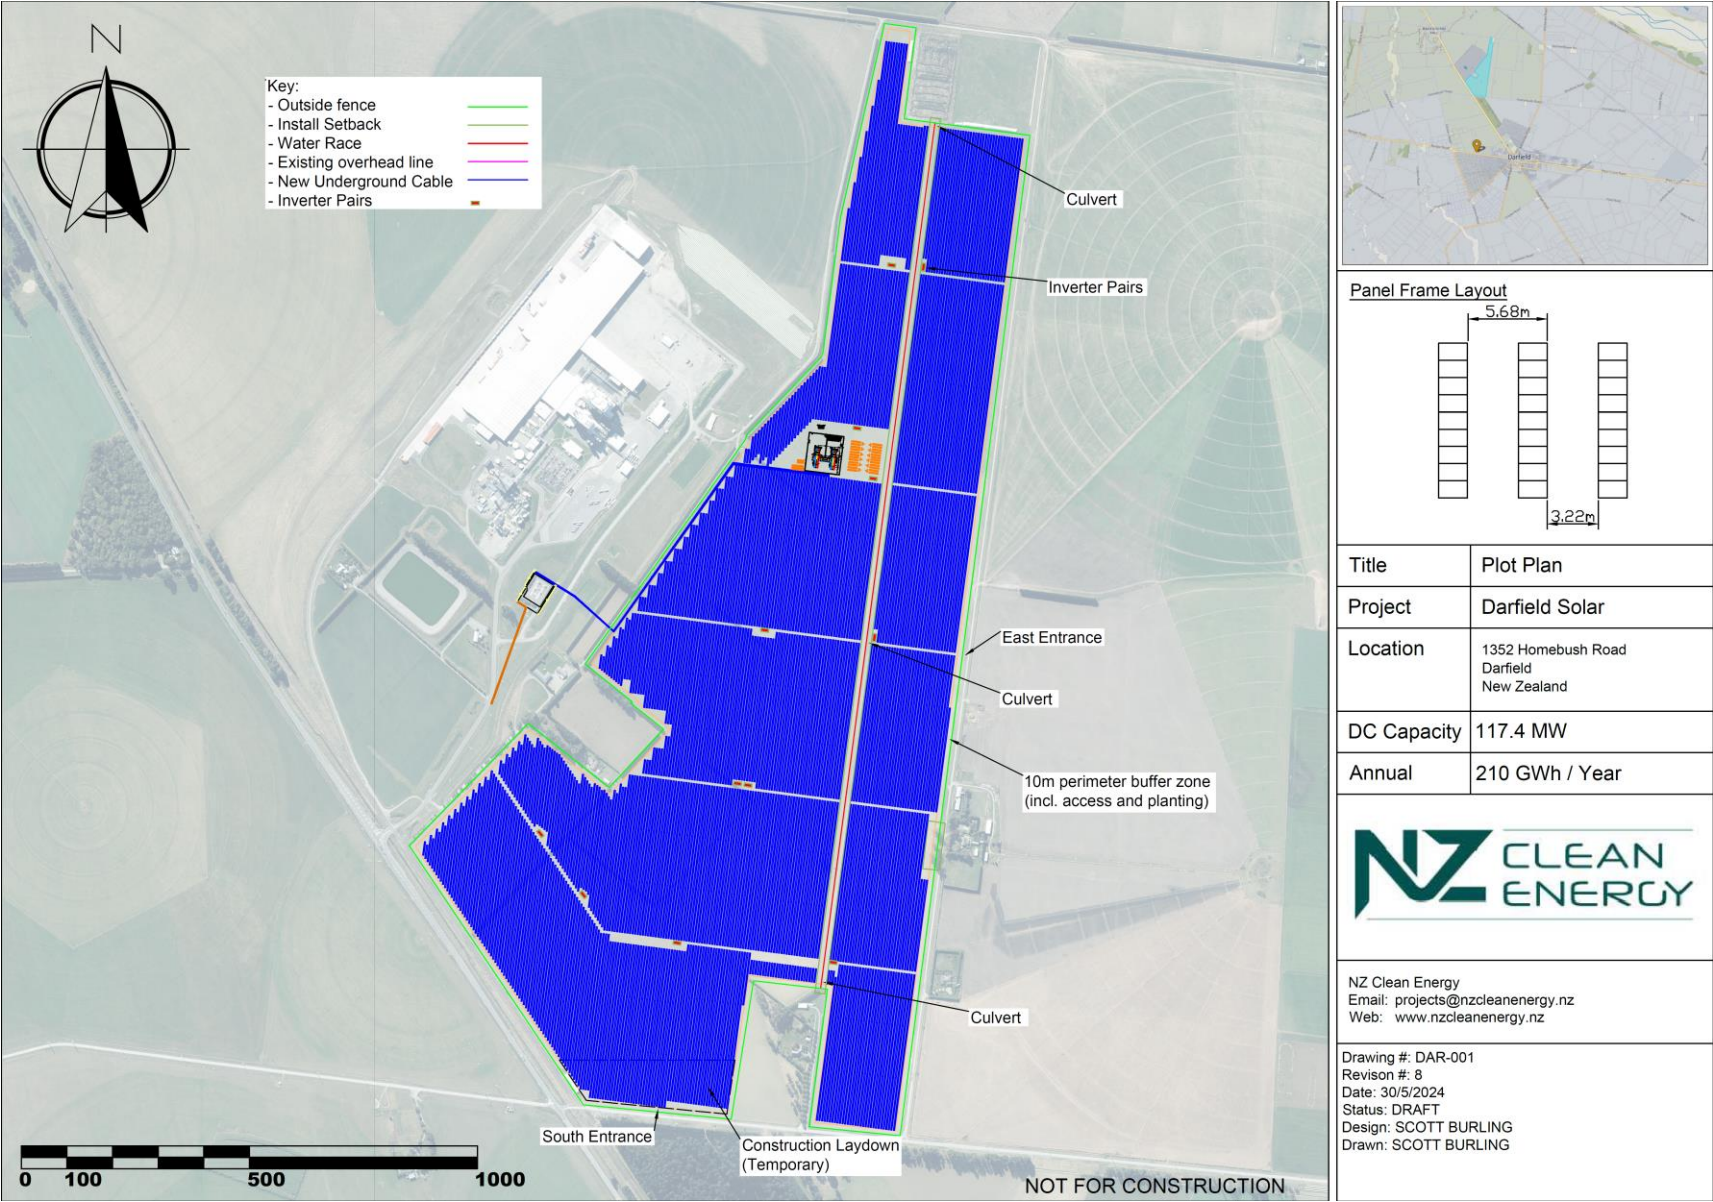 N
Key:
- Outside fence
- Install Setback
- Water Race
- Existing overhead line
- New Underground Cable
- Inverter Pairs
Culvert
Inverter Pairs
East Entrance
Culvert
10m perimeter buffer zone
(incl. access and planting)
Culvert
South Entrance
Construction Laydown
(Temporary)
0 100 500 1000
NOT FOR CONSTRUCTION
Darfield
Panel Frame Layout
5.68m
3.22m
Title Plot Plan
Project Darfield Solar
Location 1352 Homebush Road
Darfield
New Zealand
DC Capacity 117.4 MW
Annual 210 GWh / Year
NZ CLEAN
ENERGY
NZ Clean Energy
Email: projects@nzcleanenergy.nz
Web: www.nzcleanenergy.nz
Drawing #: DAR-001
Revison #: 8
Date: 30/5/2024
Status: DRAFT
Design: SCOTT BURLING
Drawn: SCOTT BURLING